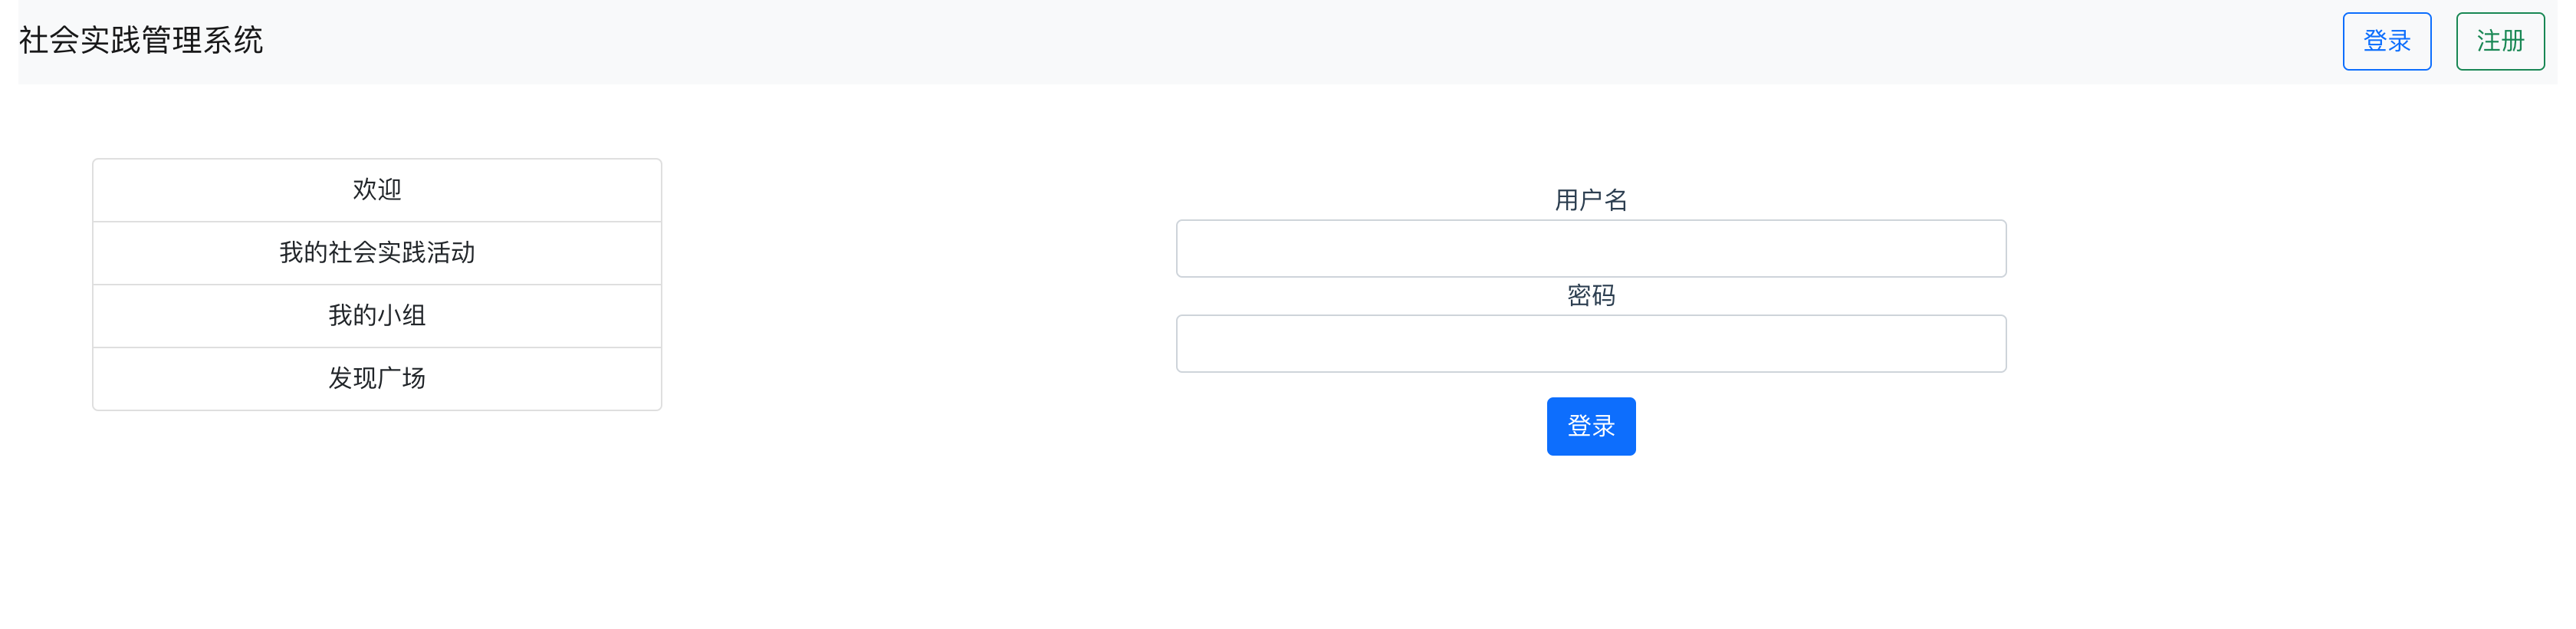 社会实践管理系统
登录
注册
欢迎
我的社会实践活动
我的小组
发现广场
用户名
密码
登录